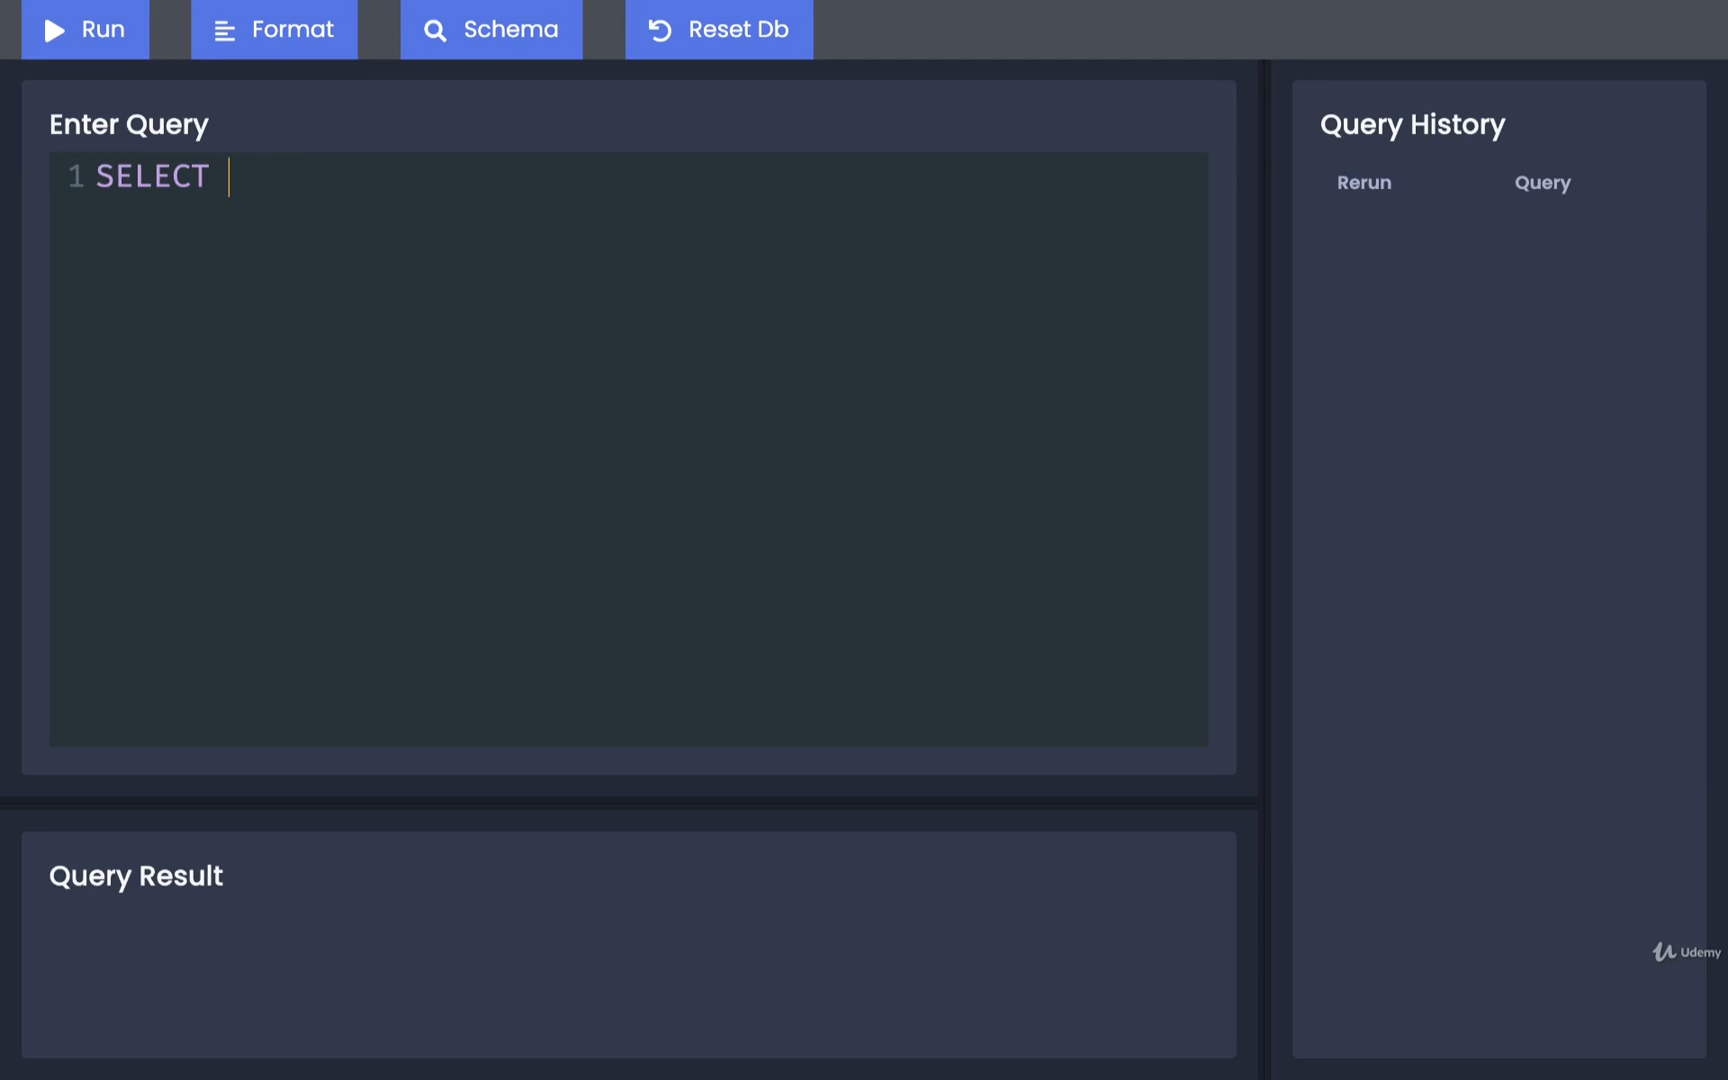 Run
Format
Schema
Reset Db
Enter Query
1 SELECT
Query History
Rerun
Query
Query Result
Udemy